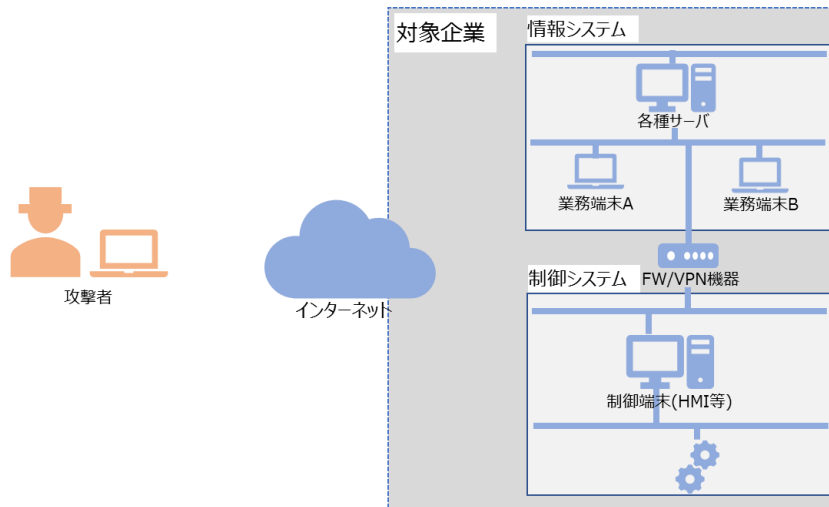 対象企業
情報システム
各種サーバ
業務端末A
業務端末B
制御システム
FW/VPN機器
攻撃者
インターネット
制御端末(HMI等)